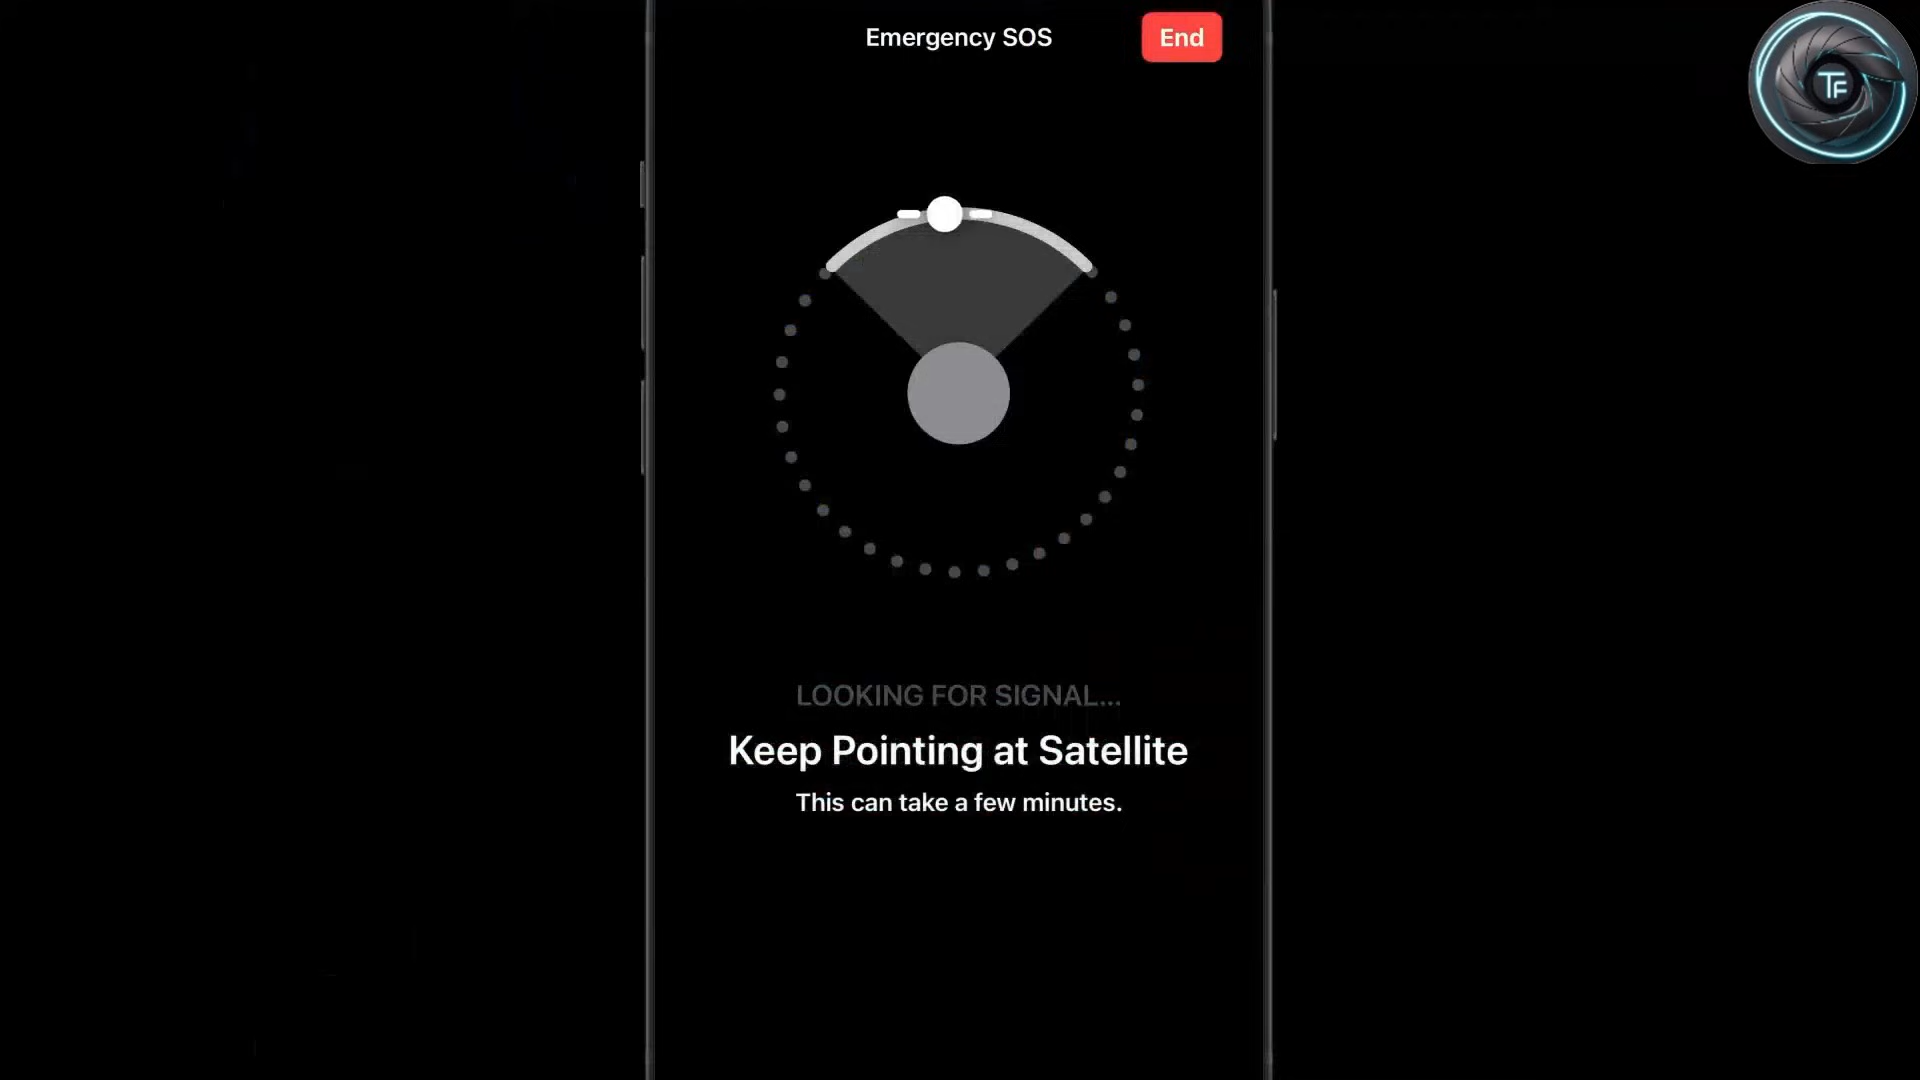 Emergency SOS
End
TF
LOOKING FOR SIGNAL...
Keep Pointing at Satellite
This can take a few minutes.